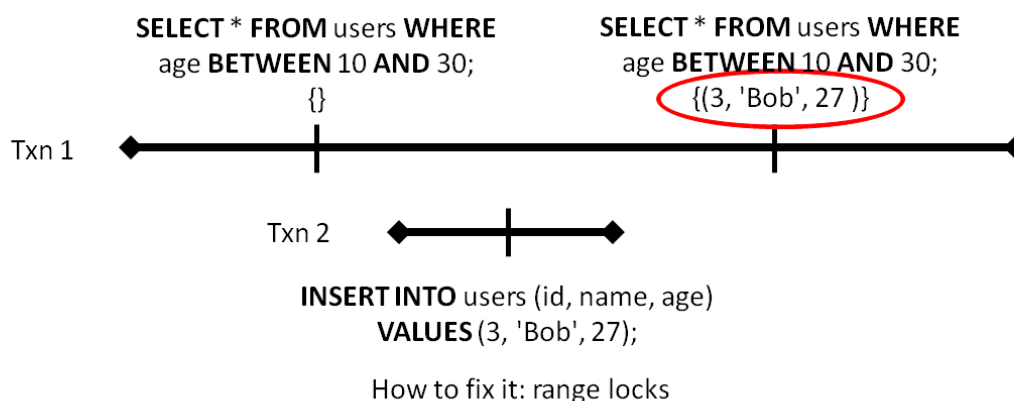 SELECT * FROM users WHERE
age BETWEEN 10 AND 30;
{}
SELECT * FROM users WHERE
age BETWEEN 10 AND 30;
{(3, 'Bob', 27 )}
Txn 1
Txn 2
INSERT INTO users (id, name, age)
VALUES (3, 'Bob', 27);
How to fix it: range locks